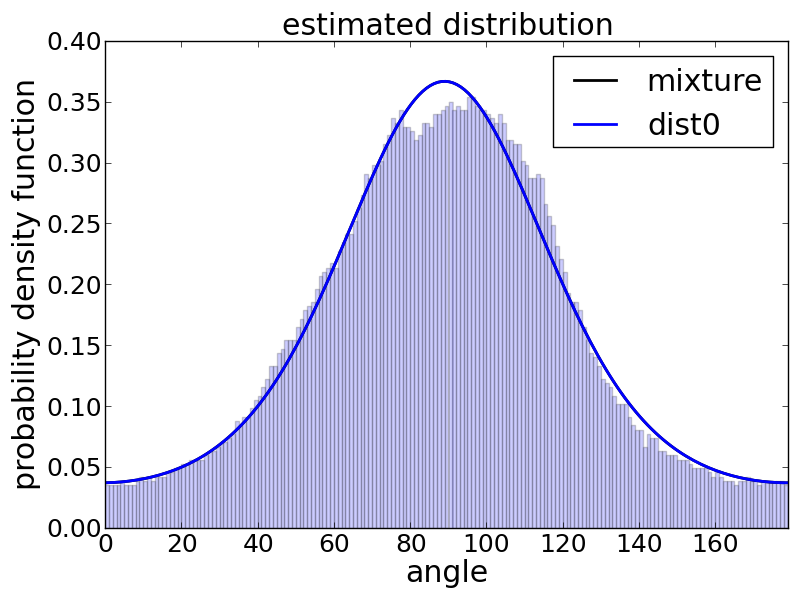 estimated distribution
0.40
0.35
0.30
0.25
0.20
0.15
0.10
0.05
0.00
probability density function
mixture
dist0
0 20 40 60 80 100 120 140 160
angle